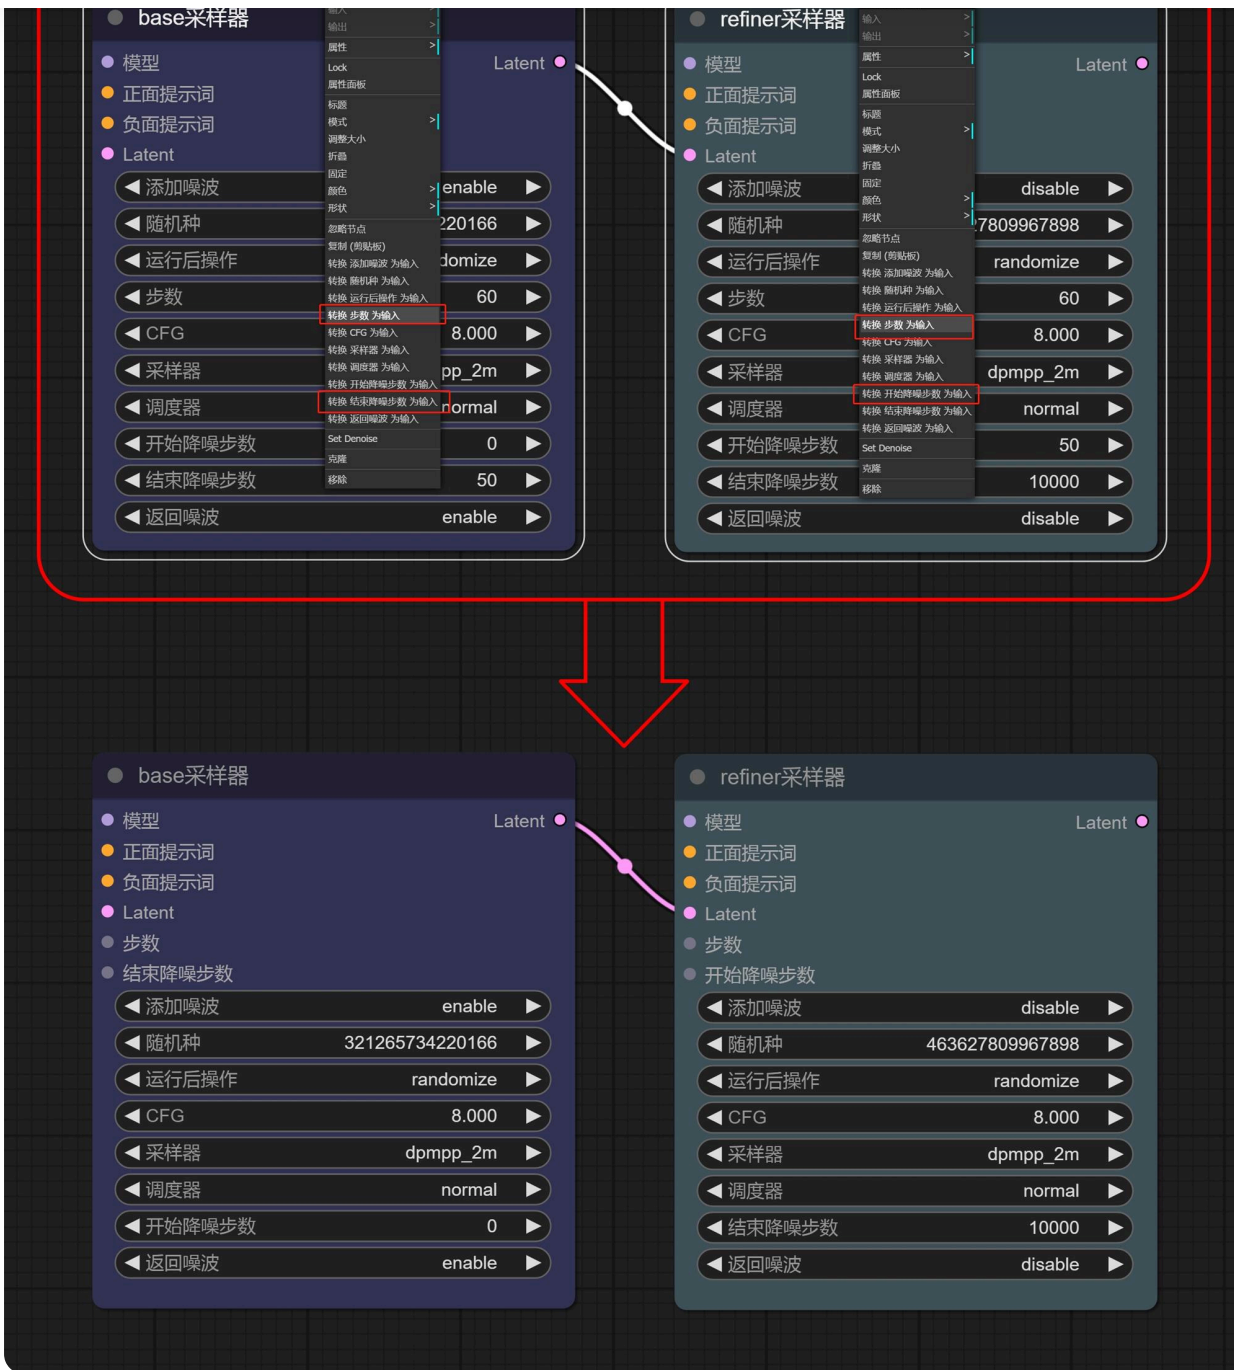 base采样器
模型
Latent
正面提示词
负面提示词
Latent
添加噪波
enable
随机种
220166
运行后操作
domize
步数
60
CFG
8.000
采样器
pp_2m
调度器
normal
开始降噪步数
0
结束降噪步数
50
返回噪波
enable
输入
>
输出
>
属性
>
Lock
属性面板
标题
模式
>
调整大小
折叠
固定
颜色
>
形状
>
忽略节点
复制 (剪贴板)
转换 添加噪波 为输入
转换 随机种 为输入
转换 运行后操作 为输入
转换 步数 为输入
转换 CFG 为输入
转换 采样器 为输入
转换 调度器 为输入
转换 开始降噪步数 为输入
转换 结束降噪步数 为输入
转换 返回噪波 为输入
Set Denoise
克隆
移除
refiner采样器
模型
Latent
正面提示词
负面提示词
Latent
添加噪波
disable
随机种
7809967898
运行后操作
randomize
步数
60
CFG
8.000
采样器
dpmpp_2m
调度器
normal
开始降噪步数
50
结束降噪步数
10000
返回噪波
disable
输入
>
输出
>
属性
>
Lock
属性面板
标题
模式
>
调整大小
折叠
固定
颜色
>
形状
>
忽略节点
复制 (剪贴板)
转换 添加噪波 为输入
转换 随机种 为输入
转换 运行后操作 为输入
转换 步数 为输入
转换 CFG 为输入
转换 采样器 为输入
转换 调度器 为输入
转换 开始降噪步数 为输入
转换 结束降噪步数 为输入
转换 返回噪波 为输入
Set Denoise
克隆
移除
base采样器
模型
Latent
正面提示词
负面提示词
Latent
步数
结束降噪步数
添加噪波
enable
随机种
321265734220166
运行后操作
randomize
CFG
8.000
采样器
dpmpp_2m
调度器
normal
开始降噪步数
0
返回噪波
enable
refiner采样器
模型
Latent
正面提示词
负面提示词
Latent
步数
开始降噪步数
添加噪波
disable
随机种
463627809967898
运行后操作
randomize
CFG
8.000
采样器
dpmpp_2m
调度器
normal
结束降噪步数
10000
返回噪波
disable